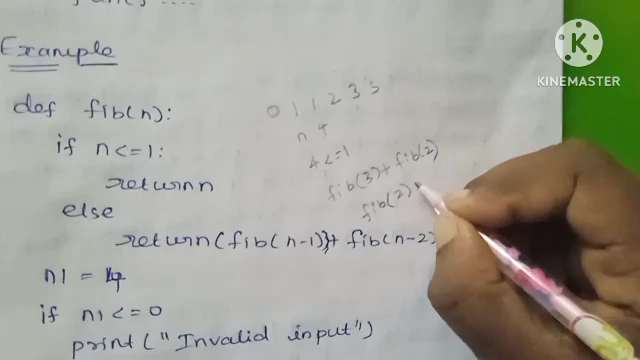 KINEMASTER
Example
0 1 1 2 3 5
def fib(n):
n 4
if n<=1:
4<=1
return n
fib(3)+fib(2)
else
fib(2)
return(fib(n-1)+fib(n-2)
n1 = 4
if n1<=0
print("Invalid input")